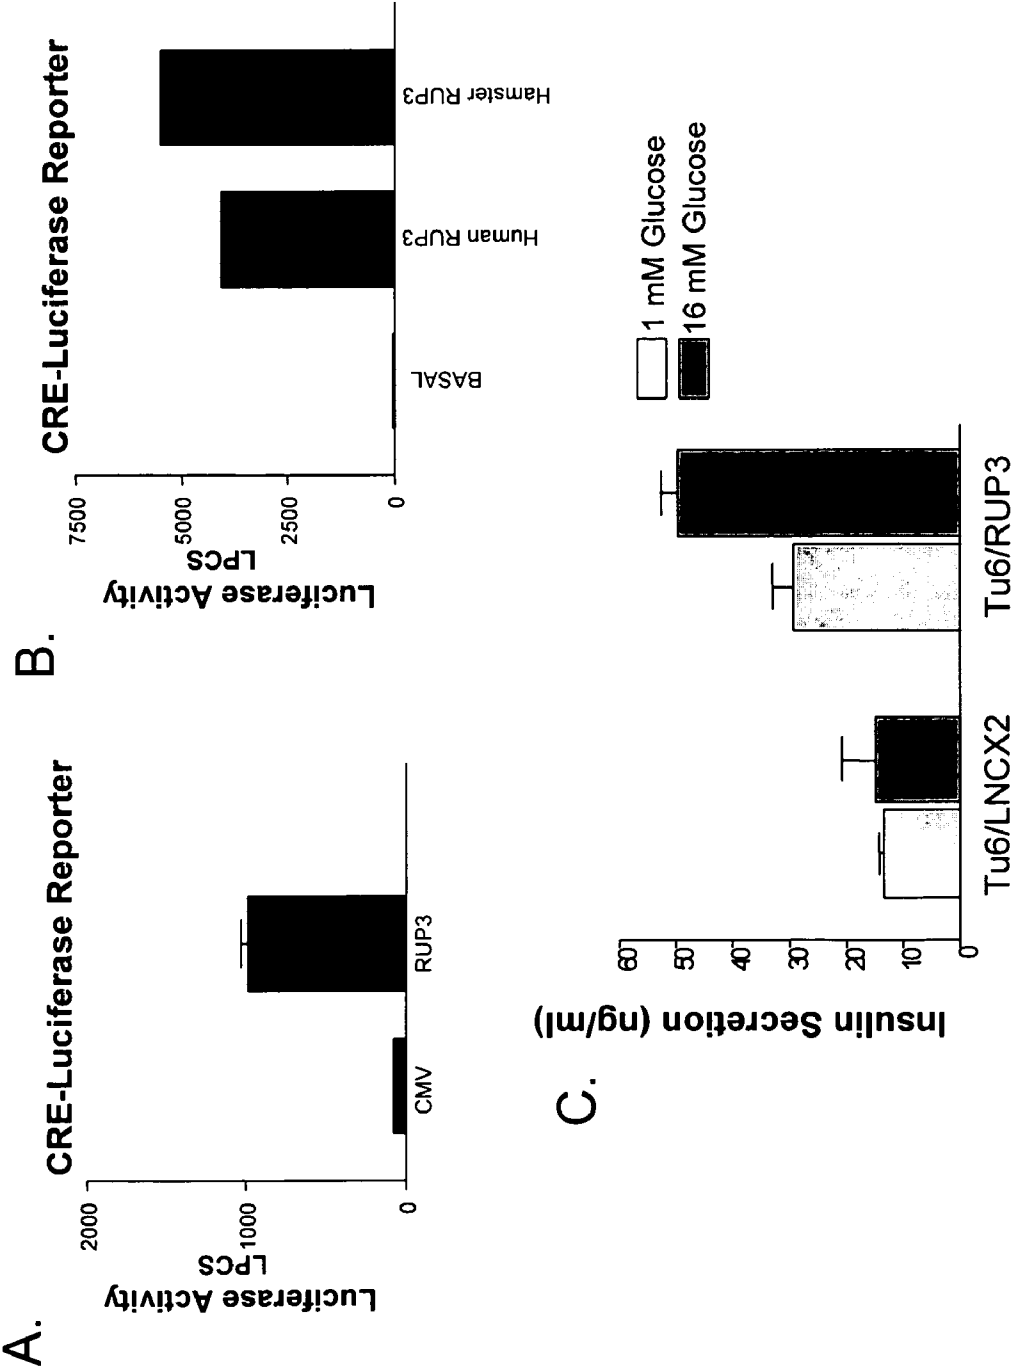 A.
CRE-Luciferase Reporter
Luciferase Activity
LPCS
2000
1000
0
CMV
RUP3
B.
CRE-Luciferase Reporter
Luciferase Activity
LPCS
7500
5000
2500
0
BASAL
Human RUP3
Hamster RUP3
C.
Insulin Secretion (ng/ml)
60
50
40
30
20
10
0
Tu6/LNCX2
Tu6/RUP3
1 mM Glucose
16 mM Glucose